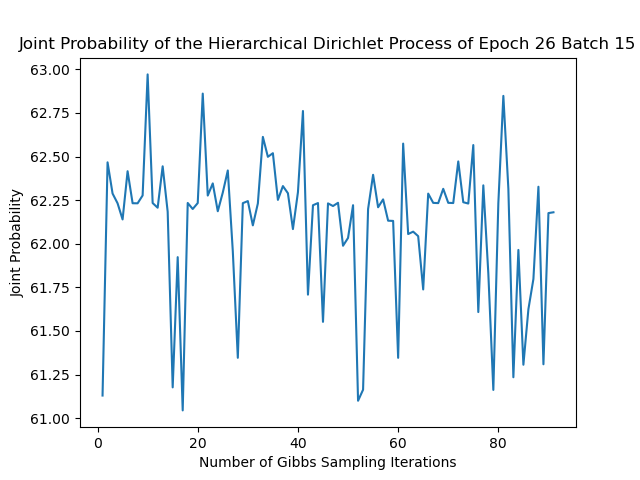 Joint Probability of the Hierarchical Dirichlet Process of Epoch 26 Batch 15
63.00
62.75
62.50
62.25
62.00
61.75
61.50
61.25
61.00
Joint Probability
0 20 40 60 80
Number of Gibbs Sampling Iterations